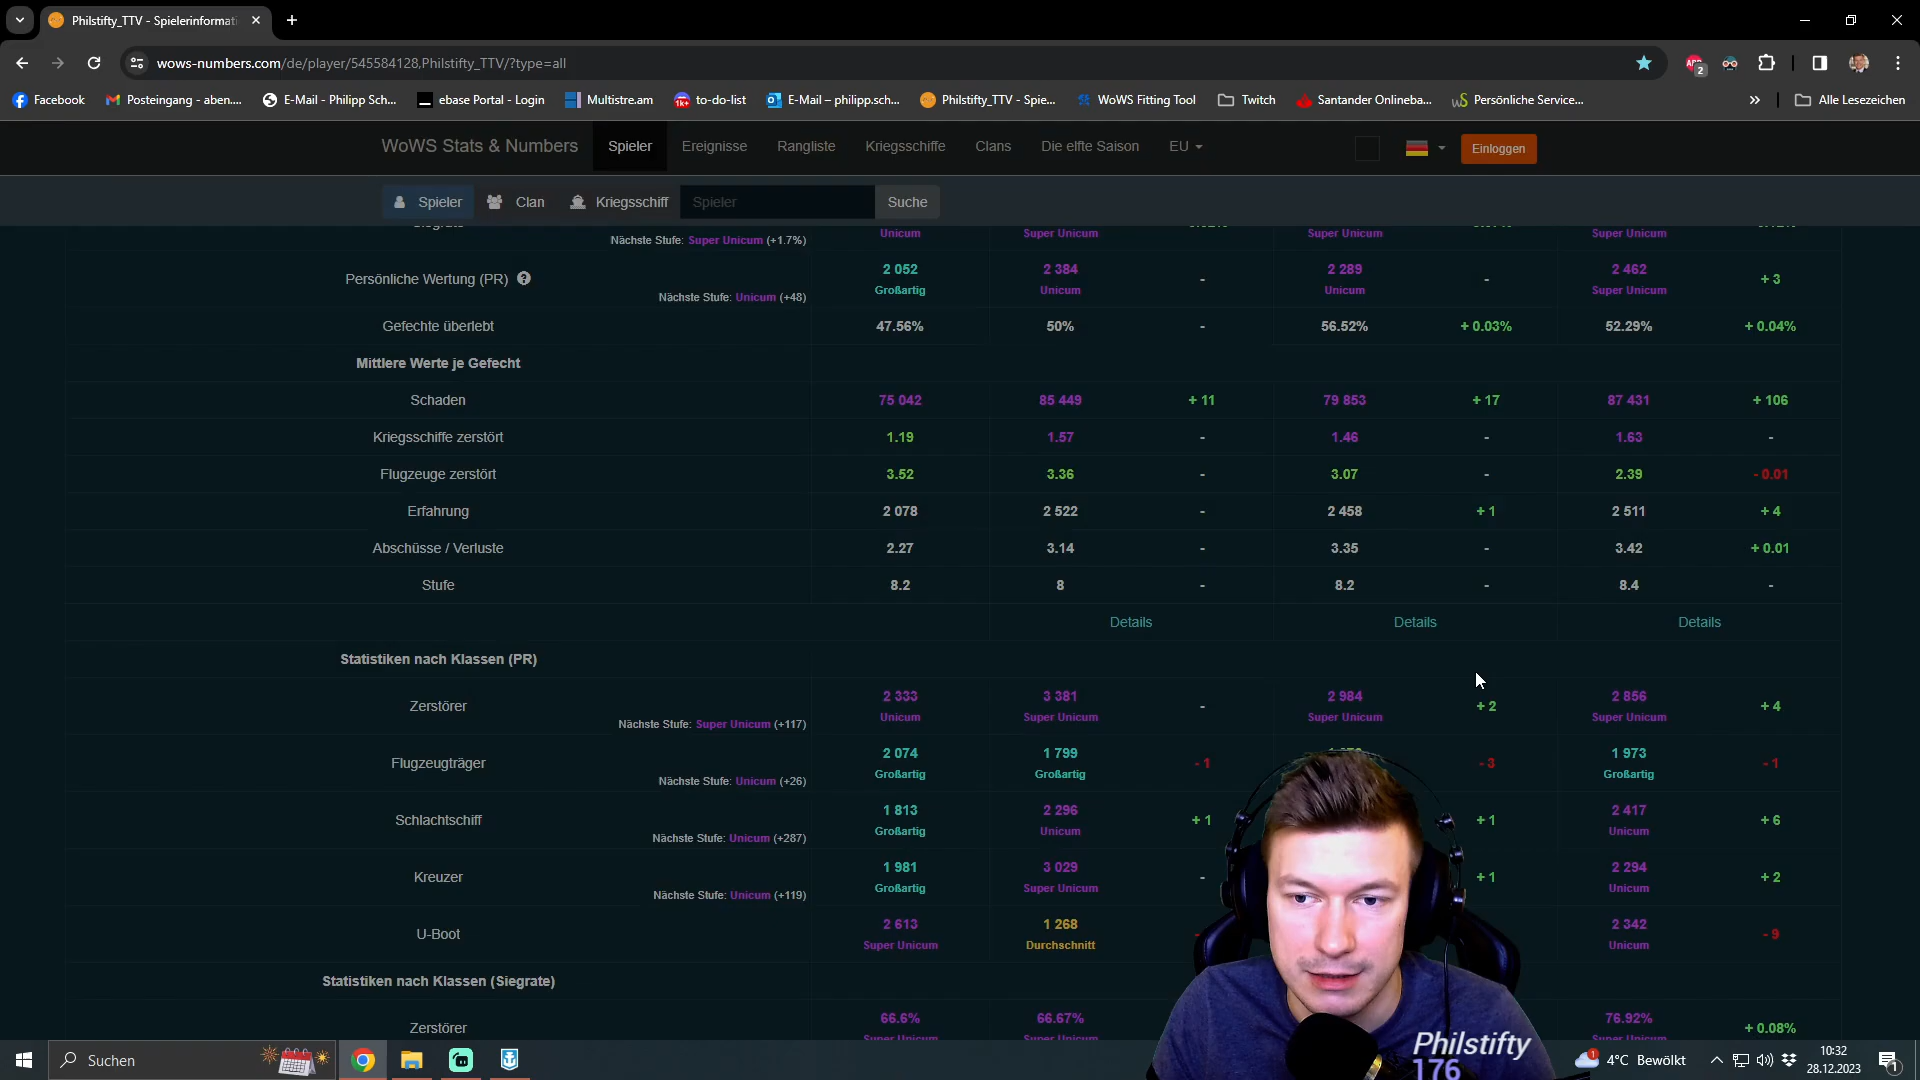 Philstifty_TTV - Spielerinformati
wows-numbers.com/de/player/545584128,Philstifty_TTV/?type=all
2
Facebook Posteingang - aben.... E-Mail - Philipp Sch... ebase Portal - Login Multistre.am to-do-list E-Mail – philipp.sch... Philstifty_TTV - Spie... WoWS Fitting Tool Twitch Santander Onlineba... Persönliche Service... » Alle Lesezeichen
WoWS Stats & Numbers Spieler Ereignisse Rangliste Kriegsschiffe Clans Die elfte Saison EU Einloggen
Spieler Clan Kriegsschiff Spieler Suche
Nächste Stufe: Super Unicum (+1.7%) Unicum Super Unicum Super Unicum Super Unicum
Persönliche Wertung (PR) 2 052 2 384 - 2 289 - 2 462 + 3
Nächste Stufe: Unicum (+48) Großartig Unicum Unicum Super Unicum
Gefechte überlebt 47.56% 50% - 56.52% + 0.03% 52.29% + 0.04%
Mittlere Werte je Gefecht
Schaden 75 042 85 449 + 11 79 853 + 17 87 431 + 106
Kriegsschiffe zerstört 1.19 1.57 - 1.46 - 1.63 -
Flugzeuge zerstört 3.52 3.36 - 3.07 - 2.39 - 0.01
Erfahrung 2 078 2 522 - 2 458 + 1 2 511 + 4
Abschüsse / Verluste 2.27 3.14 - 3.35 - 3.42 + 0.01
Stufe 8.2 8 - 8.2 - 8.4 -
Details Details Details
Statistiken nach Klassen (PR)
Zerstörer 2 333 3 381 - 2 984 + 2 2 856 + 4
Nächste Stufe: Super Unicum (+117) Unicum Super Unicum Super Unicum Super Unicum
Flugzeugträger 2 074 1 799 - 1 - 3 1 973 - 1
Nächste Stufe: Unicum (+26) Großartig Großartig Großartig
Schlachtschiff 1 813 2 296 + 1 + 1 2 417 + 6
Nächste Stufe: Unicum (+287) Großartig Unicum Unicum
Kreuzer 1 981 3 029 - + 1 2 294 + 2
Nächste Stufe: Unicum (+119) Großartig Super Unicum Unicum
U-Boot 2 613 1 268 2 342 - 9
Super Unicum Durchschnitt Unicum
Statistiken nach Klassen (Siegrate)
Zerstörer 66.6% 66.67% 76.92% + 0.08%
Philstifty
176
Suchen 1 4°C Bewölkt 10:32
28.12.2023 1